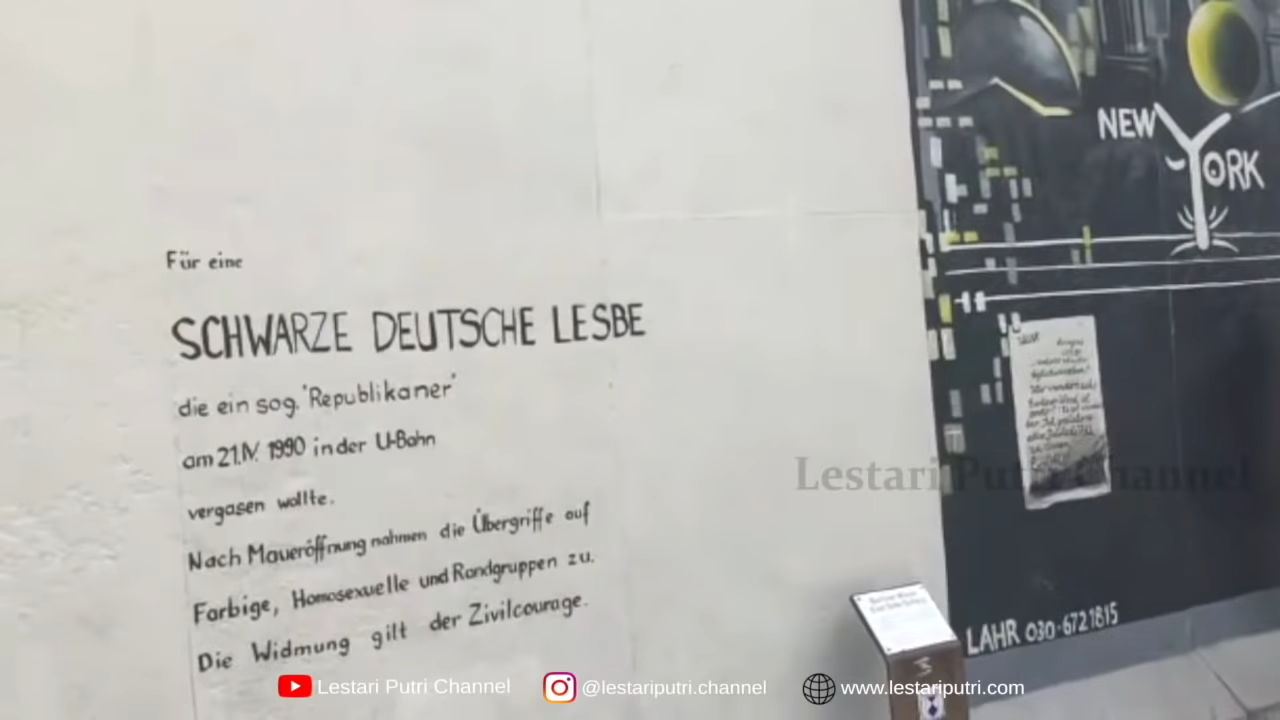 Für eine
SCHWARZE DEUTSCHE LESBE
die ein sog. 'Republikaner'
am 21.IV. 1990 in der U-Bahn
vergasen wollte.
Nach Maueröffnung nahmen die Übergriffe auf
Farbige, Homosexuelle und Randgruppen zu.
Die Widmung gilt der Zivilcourage.
NEW
YORK
LAHR 030-6721815
Lestari Putri Channel
Lestari Putri Channel
@lestariputri.channel
www.lestariputri.com